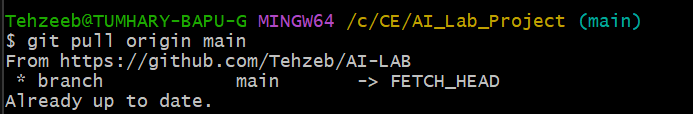 Tehzeeb@TUMHARY-BAPU-G MINGW64 /c/CE/AI_Lab_Project (main)
$ git pull origin main
From https://github.com/Tehzeb/AI-LAB
 * branch            main       -> FETCH_HEAD
Already up to date.